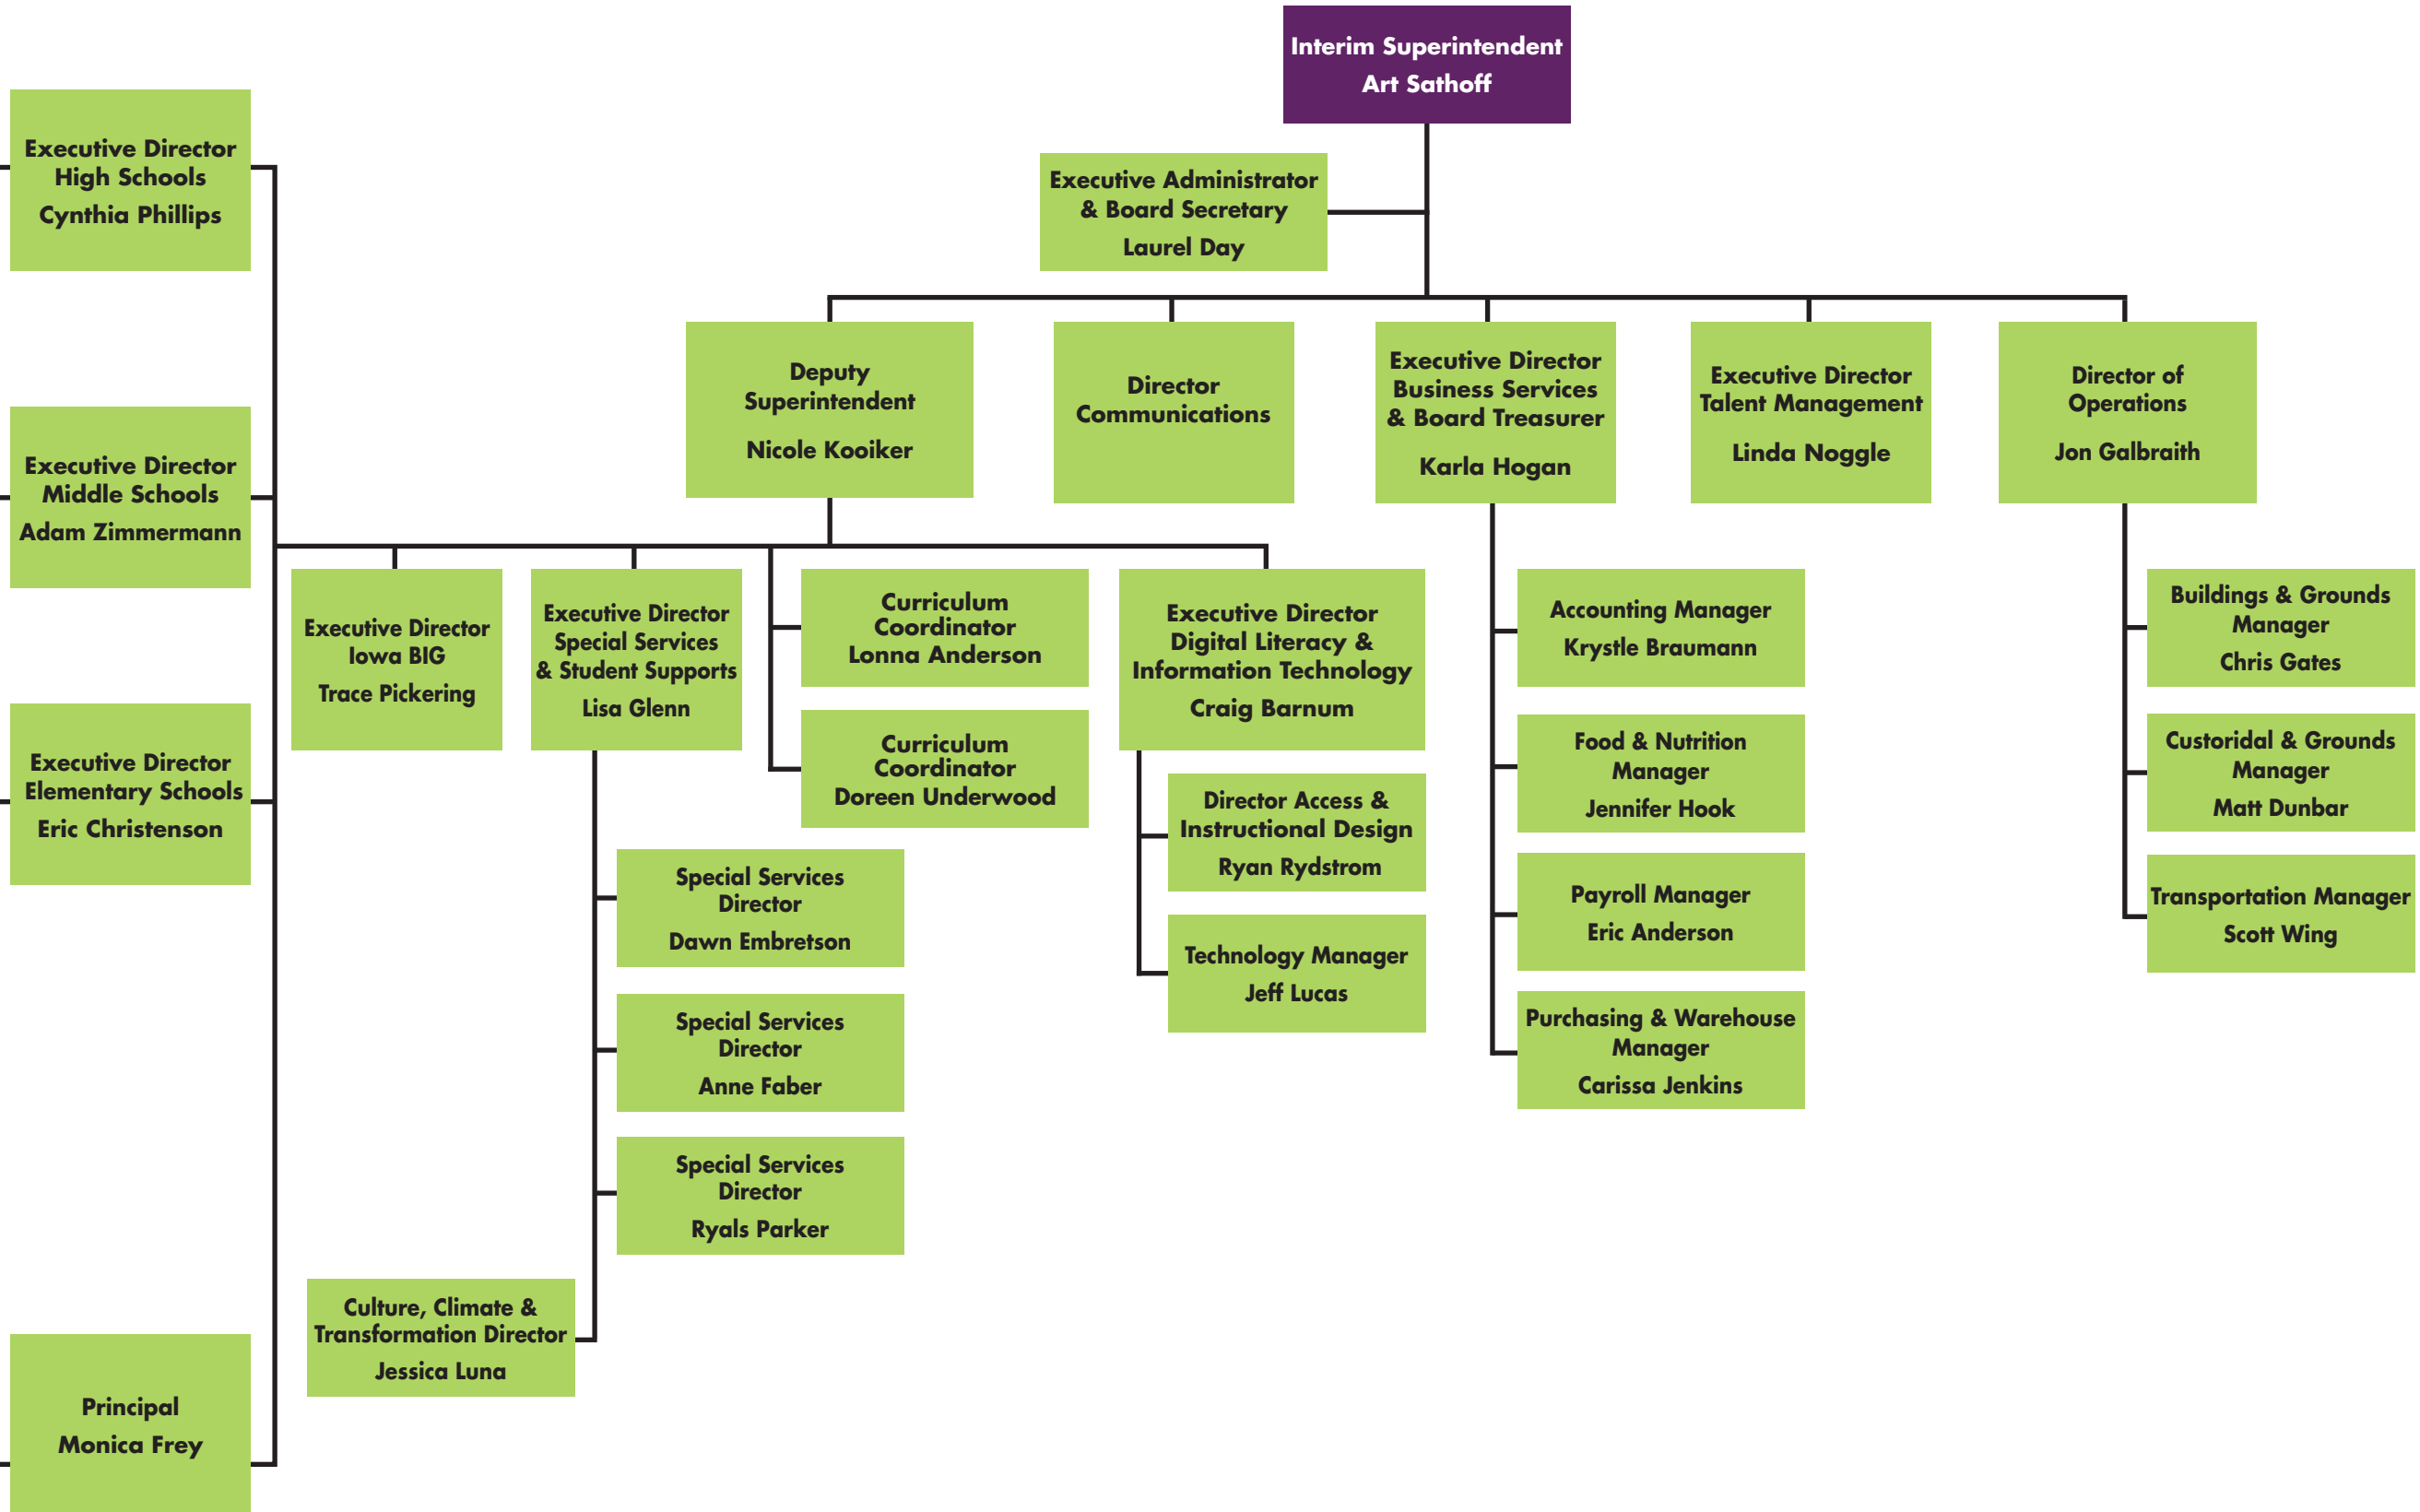 Interim Superintendent
Art Sathoff
Executive Administrator
& Board Secretary
Laurel Day
Deputy
Superintendent
Nicole Kooiker
Director
Communications
Executive Director
Business Services
& Board Treasurer
Karla Hogan
Executive Director
Talent Management
Linda Noggle
Director of
Operations
Jon Galbraith
Executive Director
High Schools
Cynthia Phillips
Executive Director
Middle Schools
Adam Zimmermann
Executive Director
Elementary Schools
Eric Christenson
Principal
Monica Frey
Executive Director
Iowa BIG
Trace Pickering
Executive Director
Special Services
& Student Supports
Lisa Glenn
Special Services
Director
Dawn Embretson
Special Services
Director
Anne Faber
Special Services
Director
Ryals Parker
Culture, Climate &
Transformation Director
Jessica Luna
Curriculum
Coordinator
Lonna Anderson
Curriculum
Coordinator
Doreen Underwood
Executive Director
Digital Literacy &
Information Technology
Craig Barnum
Director Access &
Instructional Design
Ryan Rydstrom
Technology Manager
Jeff Lucas
Accounting Manager
Krystle Braumann
Food & Nutrition
Manager
Jennifer Hook
Payroll Manager
Eric Anderson
Purchasing & Warehouse
Manager
Carissa Jenkins
Buildings & Grounds
Manager
Chris Gates
Custoridal & Grounds
Manager
Matt Dunbar
Transportation Manager
Scott Wing